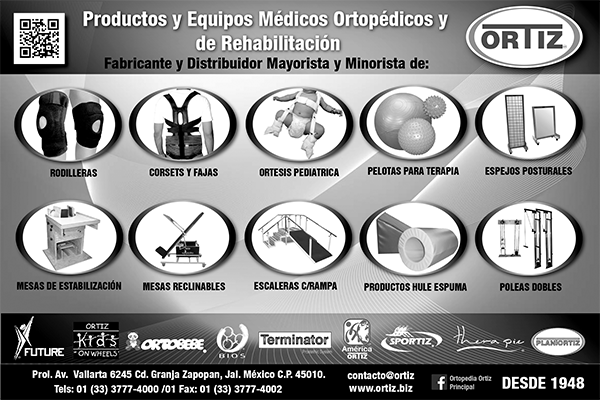 Productos y Equipos Médicos Ortopédicos y
de Rehabilitación
ORTIZ
Fabricante y Distribuidor Mayorista y Minorista de:
RODILLERAS
CORSETS Y FAJAS
ORTESIS PEDIATRICA
PELOTAS PARA TERAPIA
ESPEJOS POSTURALES
MESAS DE ESTABILIZACIÓN
MESAS RECLINABLES
ESCALERAS C/RAMPA
PRODUCTOS HULE ESPUMA
POLEAS DOBLES
FUTURE
ORTIZ
Kids
"ON WHEELS"
ORTOBEBE
BIOS
Terminator
América
ORTIZ
SPORTIZ
therapie
PLANIORTIZ
Prol. Av. Vallarta 6245 Cd. Granja Zapopan, Jal. México C.P. 45010.
Tels: 01 (33) 3777-4000 /01 Fax: 01 (33) 3777-4002
contacto@ortiz
www.ortiz.biz
Ortopedia Ortiz
Principal
DESDE 1948